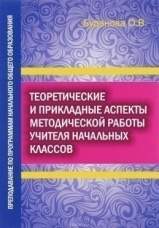 Буданова О.В.
ТЕОРЕТИЧЕСКИЕ
И ПРИКЛАДНЫЕ АСПЕКТЫ
МЕТОДИЧЕСКОЙ РАБОТЫ
УЧИТЕЛЯ НАЧАЛЬНЫХ
КЛАССОВ
ПРЕПОДАВАНИЕ ПО ПРОГРАММАМ НАЧАЛЬНОГО ОБЩЕГО ОБРАЗОВАНИЯ